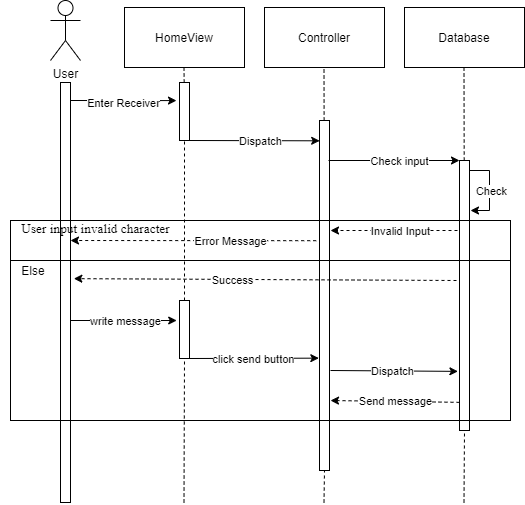 HomeView
Controller
Database
User
Enter Receiver
Dispatch
Check input
Check
User input invalid character
Invalid Input
Error Message
Else
Success
write message
click send button
Dispatch
Send message